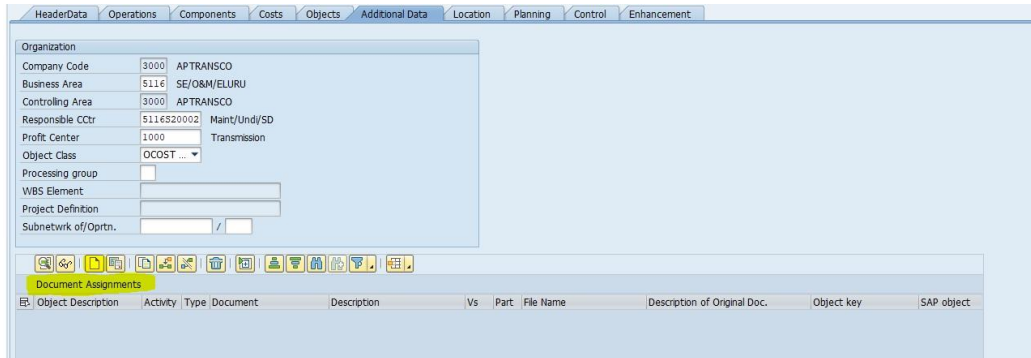 HeaderData Operations Components Costs Objects Additional Data Location Planning Control Enhancement
Organization
Company Code 3000 APTRANSCO
Business Area 5116 SE/O&M/ELURU
Controlling Area 3000 APTRANSCO
Responsible CCtr 5116S20002 Maint/Undi/SD
Profit Center 1000 Transmission
Object Class OCOST ...
Processing group
WBS Element
Project Definition
Subnetwrk of/Oprtn. /
Document Assignments
Object Description Activity Type Document Description Vs Part File Name Description of Original Doc. Object key SAP object